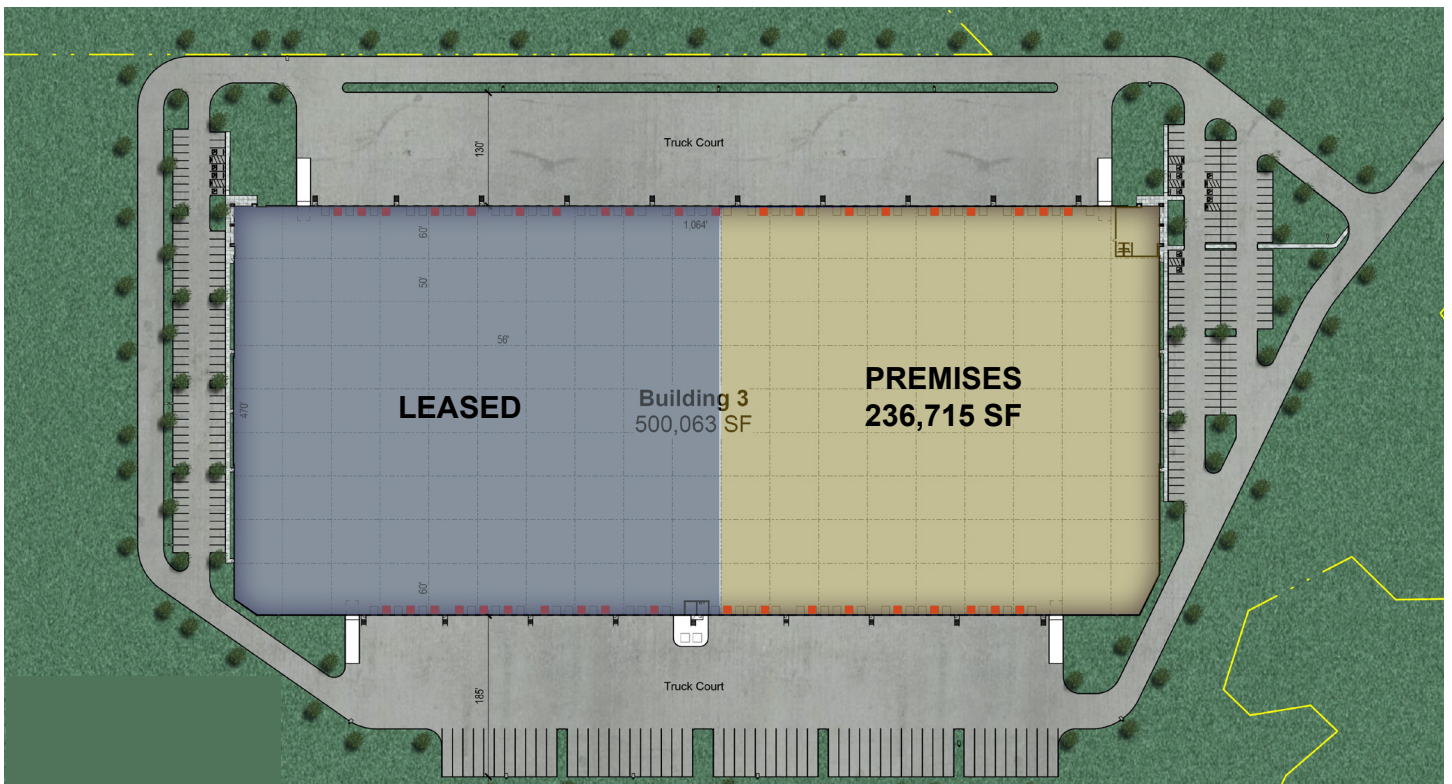 Truck Court
130'
1,064'
60'
50'
56'
PREMISES
236,715 SF
LEASED
Building 3
500,063 SF
470'
60'
Truck Court
185'